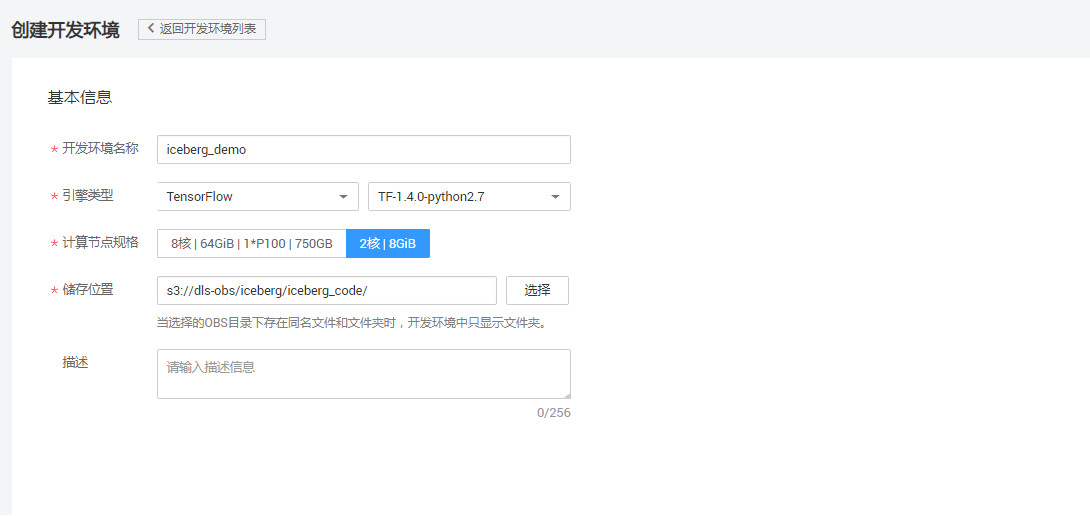 创建开发环境 返回开发环境列表
基本信息
* 开发环境名称 iceberg_demo
* 引擎类型 TensorFlow TF-1.4.0-python2.7
* 计算节点规格 8核 | 64GiB | 1*P100 | 750GB 2核 | 8GiB
* 储存位置 s3://dls-obs/iceberg/iceberg_code/ 选择
当选择的OBS目录下存在同名文件和文件夹时，开发环境中只显示文件夹。
描述 请输入描述信息
0/256